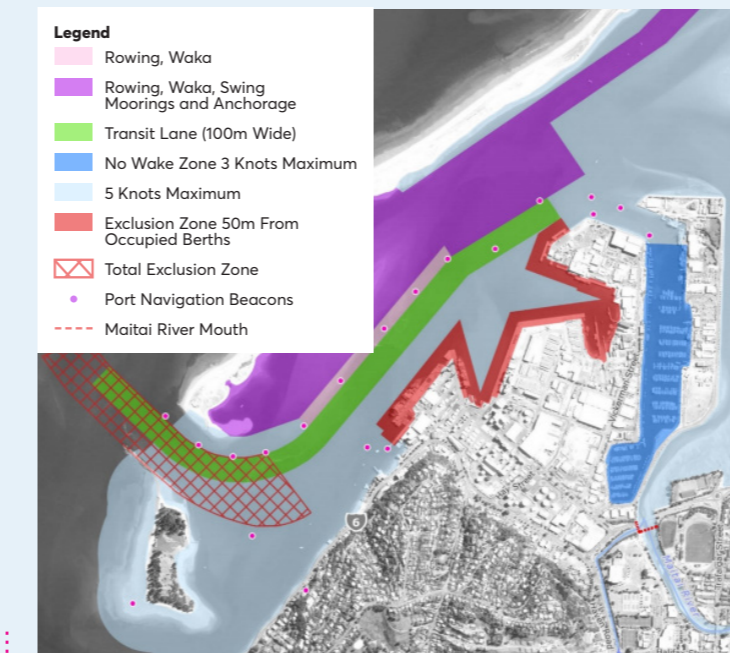 Legend
Rowing, Waka
Rowing, Waka, Swing
Moorings and Anchorage
Transit Lane (100m Wide)
No Wake Zone 3 Knots Maximum
5 Knots Maximum
Exclusion Zone 50m From
Occupied Berths
Total Exclusion Zone
Port Navigation Beacons
Maitai River Mouth
6
Maitai River